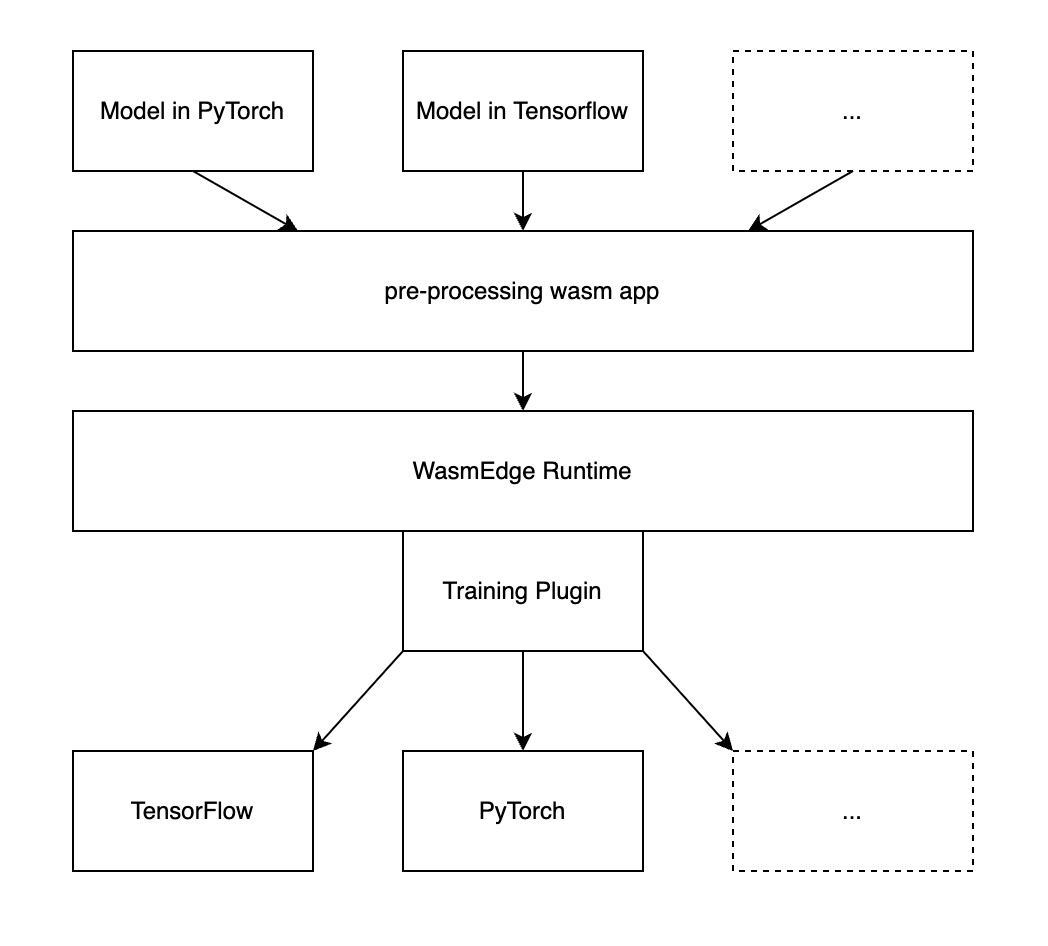 Model in PyTorch
Model in Tensorflow
...
pre-processing wasm app
WasmEdge Runtime
Training Plugin
TensorFlow
PyTorch
...